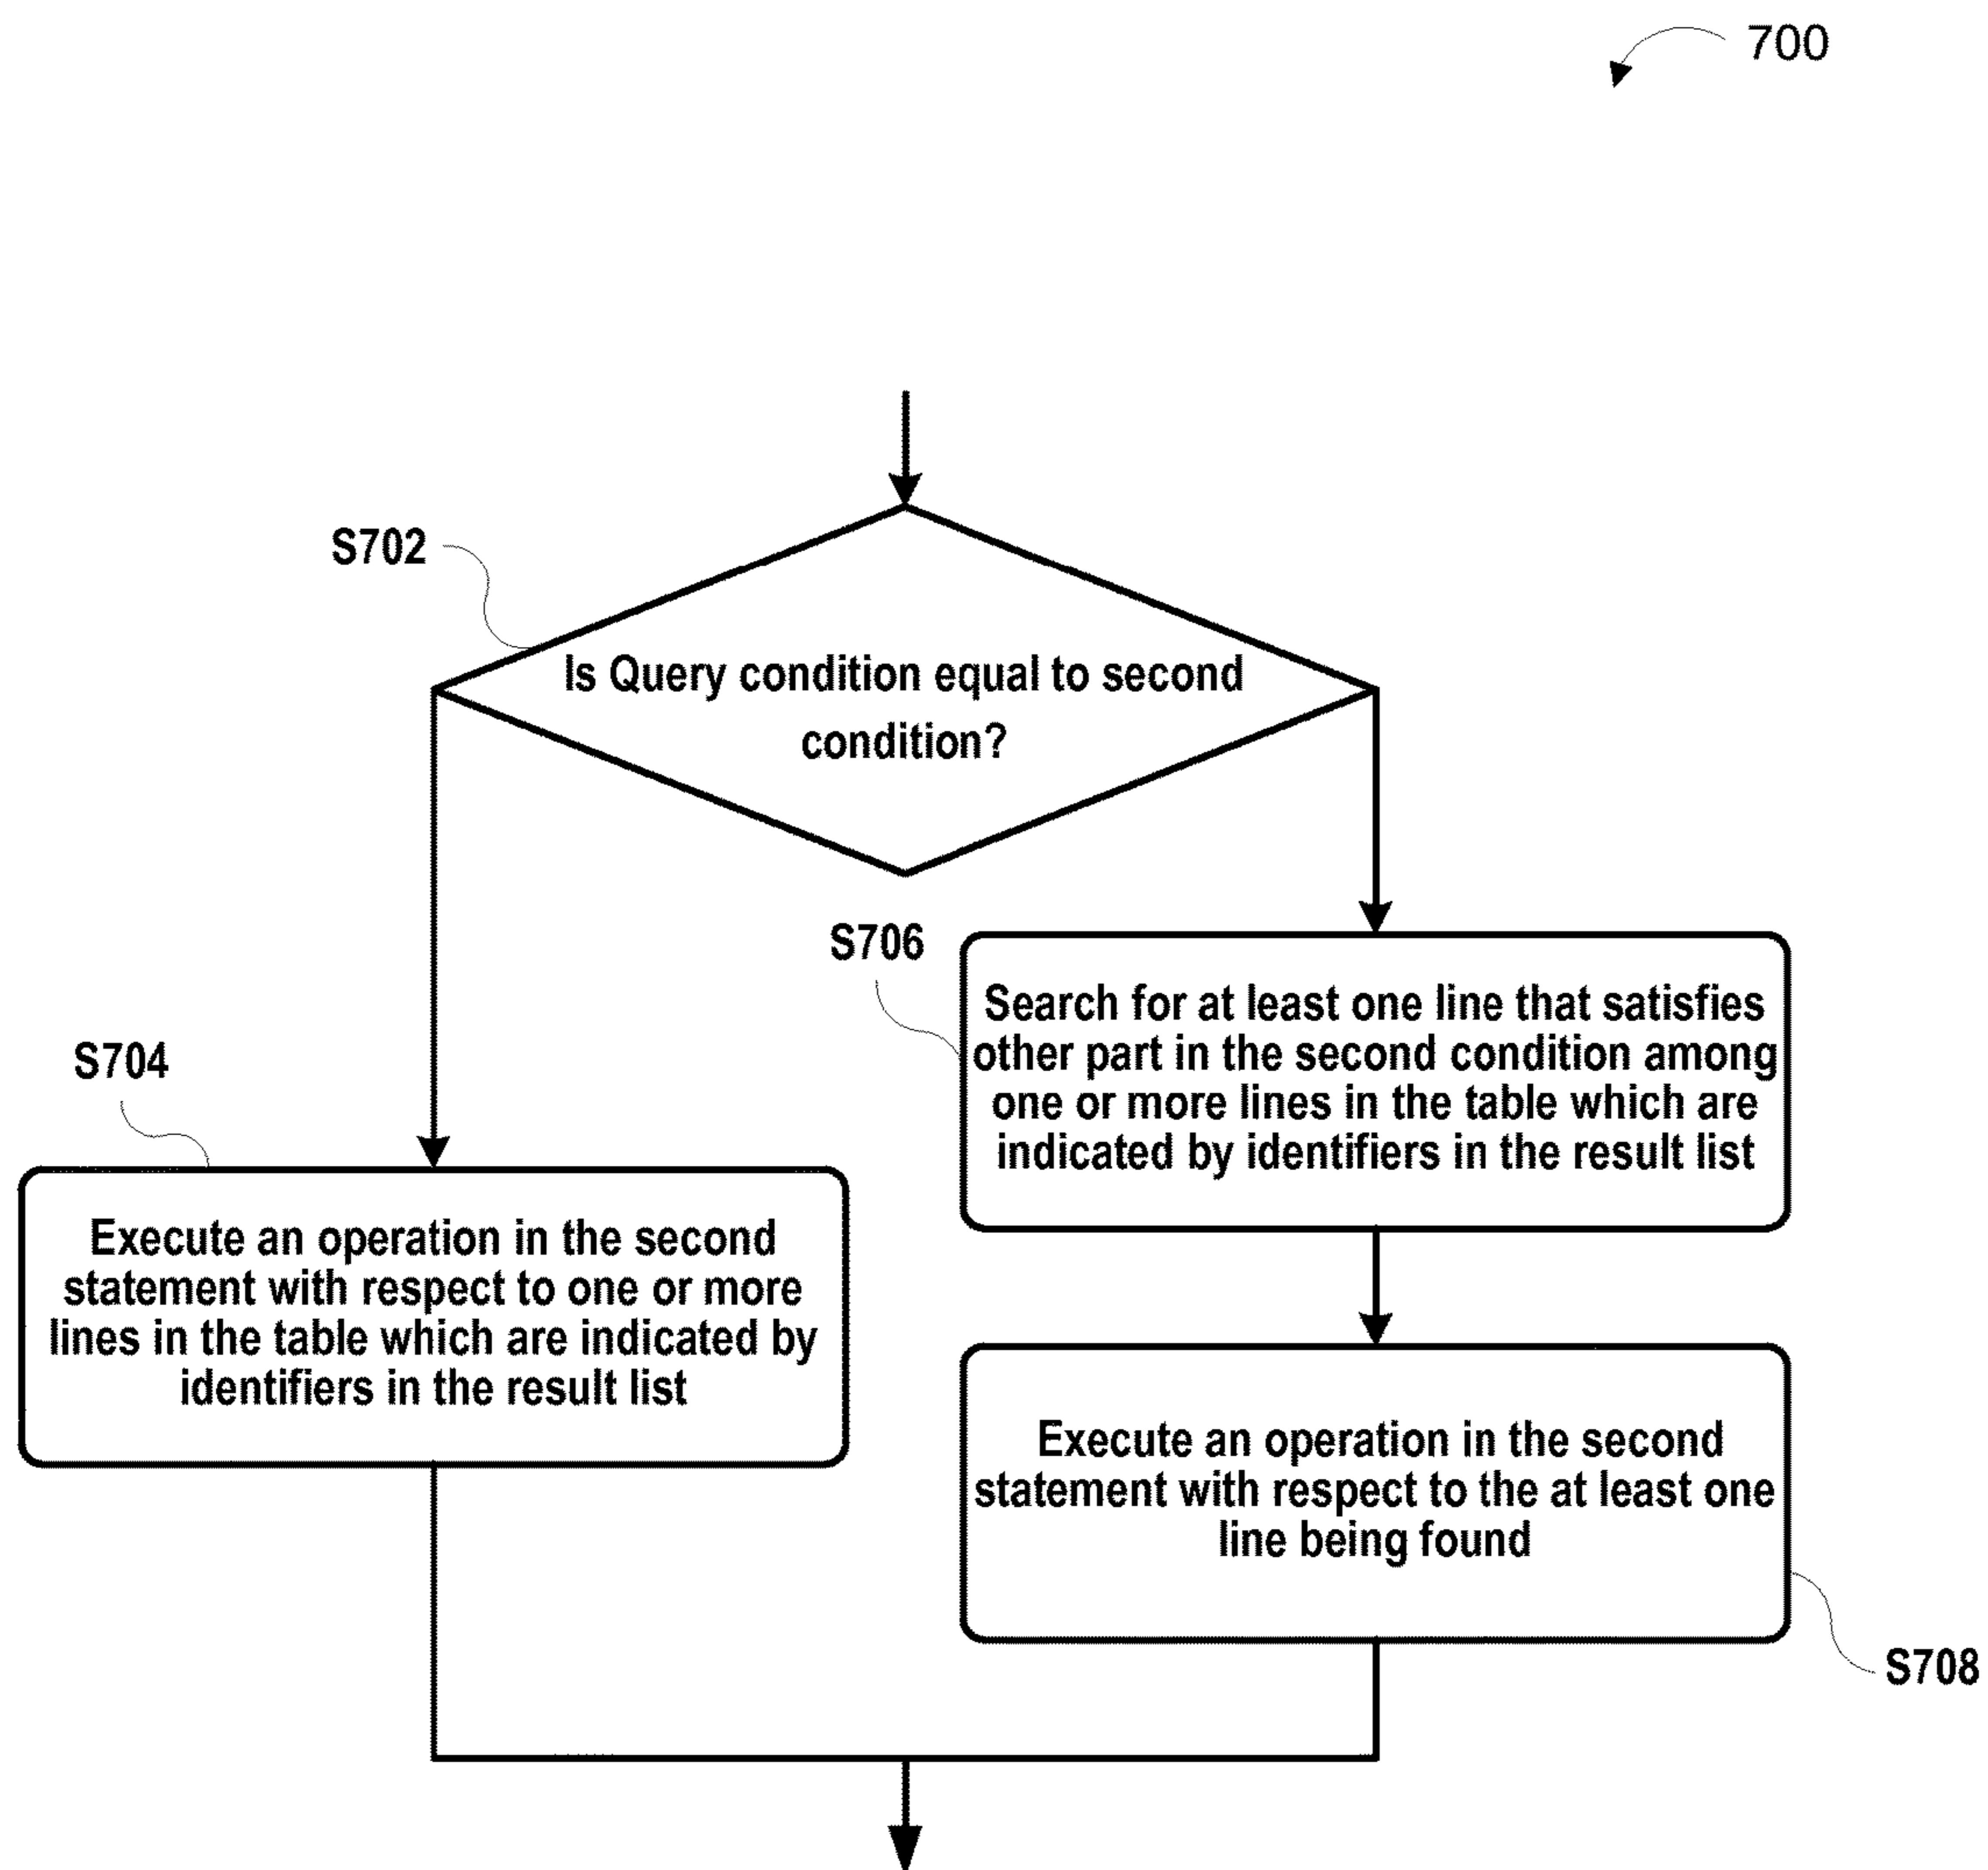 700
S702
Is Query condition equal to second
condition?
S706
Search for at least one line that satisfies
other part in the second condition among
one or more lines in the table which are
indicated by identifiers in the result list
S704
Execute an operation in the second
statement with respect to one or more
lines in the table which are indicated by
identifiers in the result list
Execute an operation in the second
statement with respect to the at least one
line being found
S708